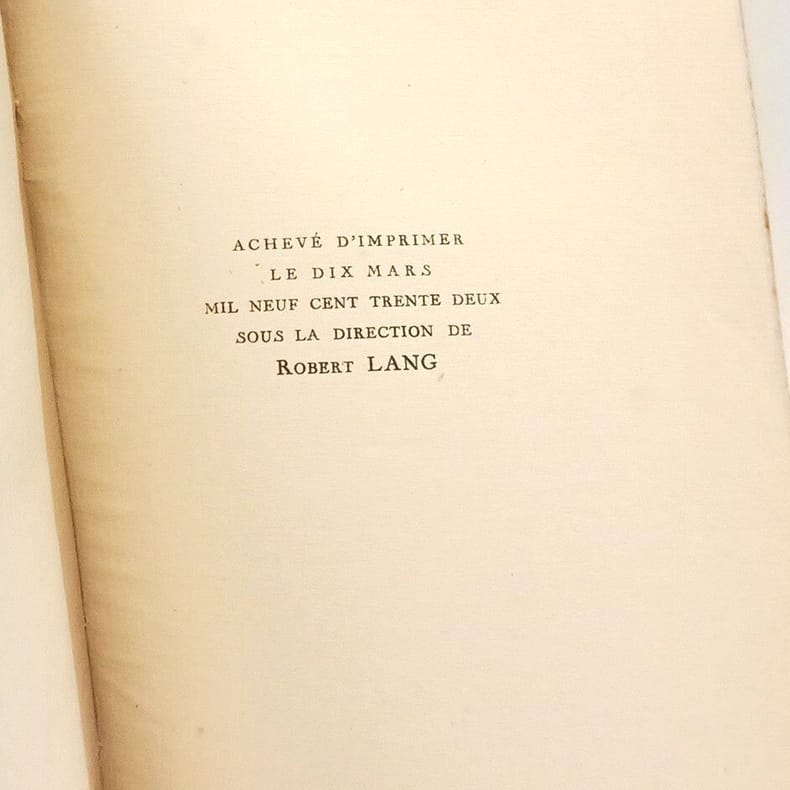 ACHEVÉ D'IMPRIMER
LE DIX MARS
MIL NEUF CENT TRENTE DEUX
SOUS LA DIRECTION DE
ROBERT LANG